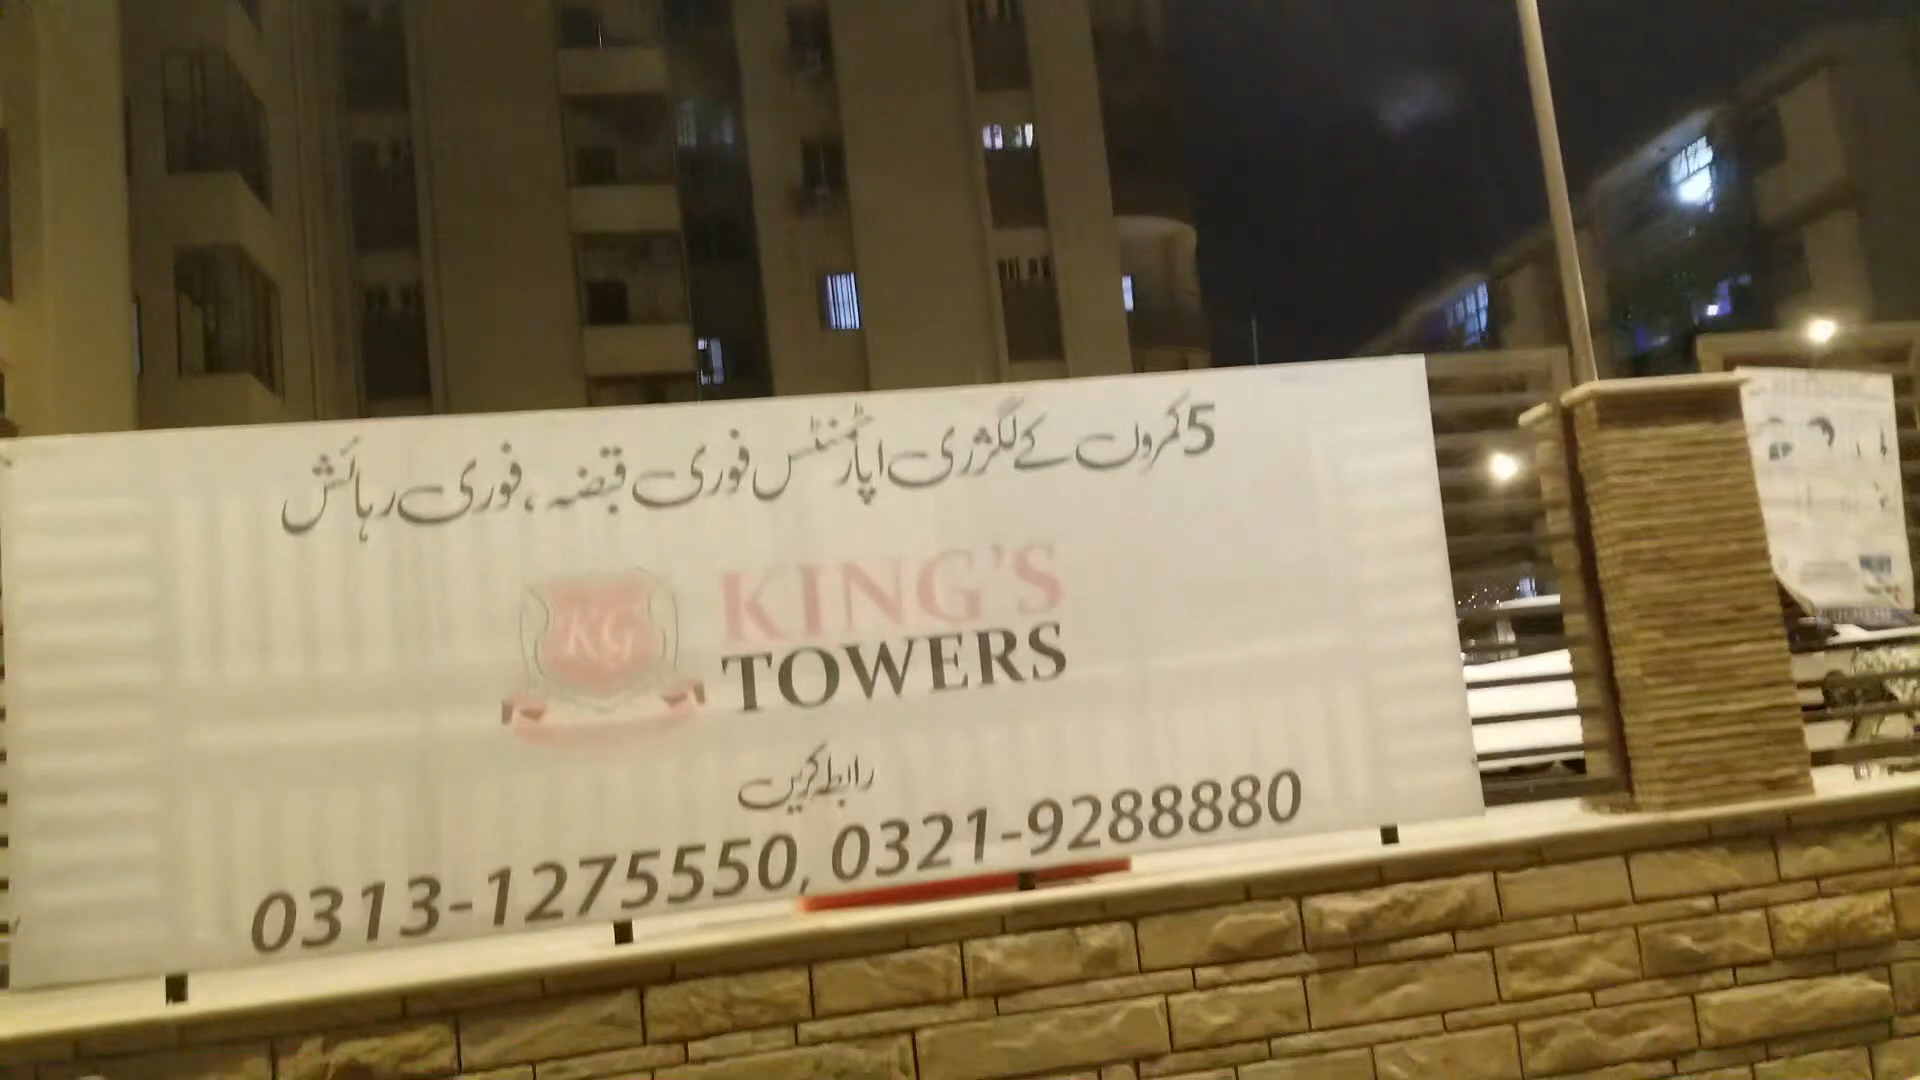 5 کمروں کے لگژری اپارٹمنٹس فوری قبضہ، فوری رہائش
KG
KING'S
TOWERS
رابطہ کریں
0313-1275550, 0321-9288880